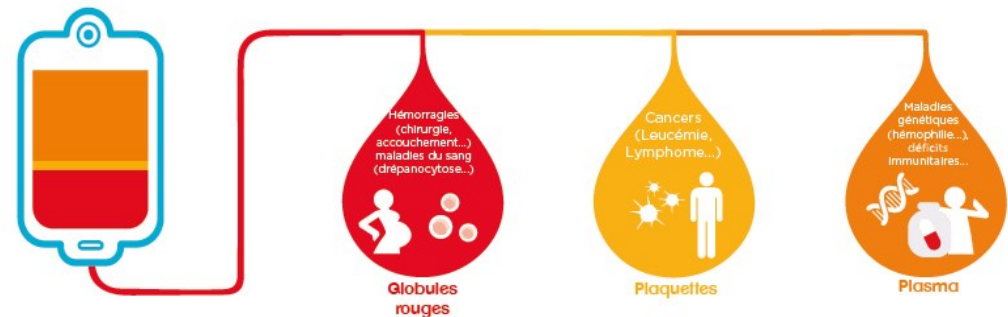 Hémorragies
(chirurgie,
accouchement...)
maladies du sang
(drépanocytose...)
Globules
rouges
Cancers
(Leucémie,
Lymphome...)
Plaquettes
Maladies
génétiques
(hémophilie...),
déficits
immunitaires...
Plasma